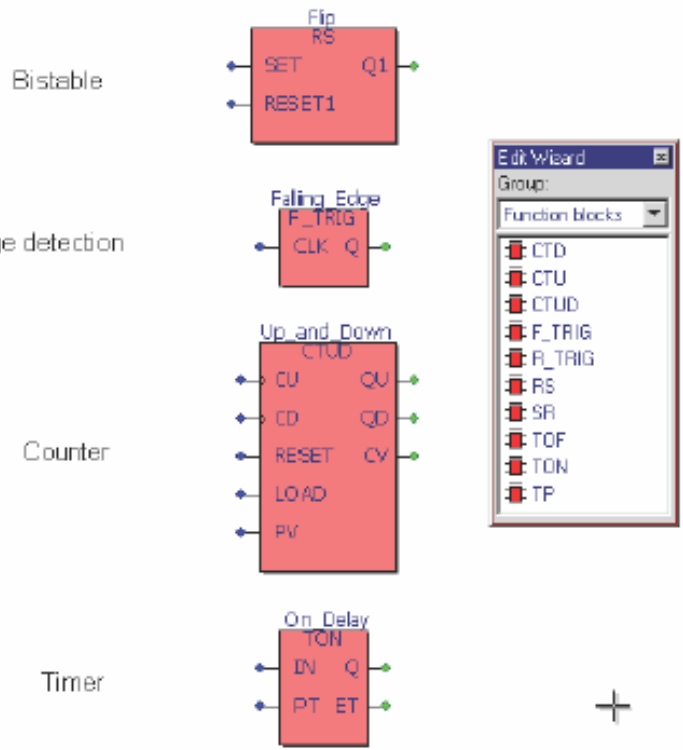 Flip
RS
SET Q1
RESET1
Bistable
Falling_Edge
F_TRIG
CLK Q
ge detection
Up_and_Down
CTUD
CU QU
CD QD
RESET CV
LOAD
PV
Counter
On_Delay
TON
IN Q
PT ET
Timer
Edit Wizard
Group:
Function blocks
CTD
CTU
CTUD
F_TRIG
R_TRIG
RS
SR
TOF
TON
TP